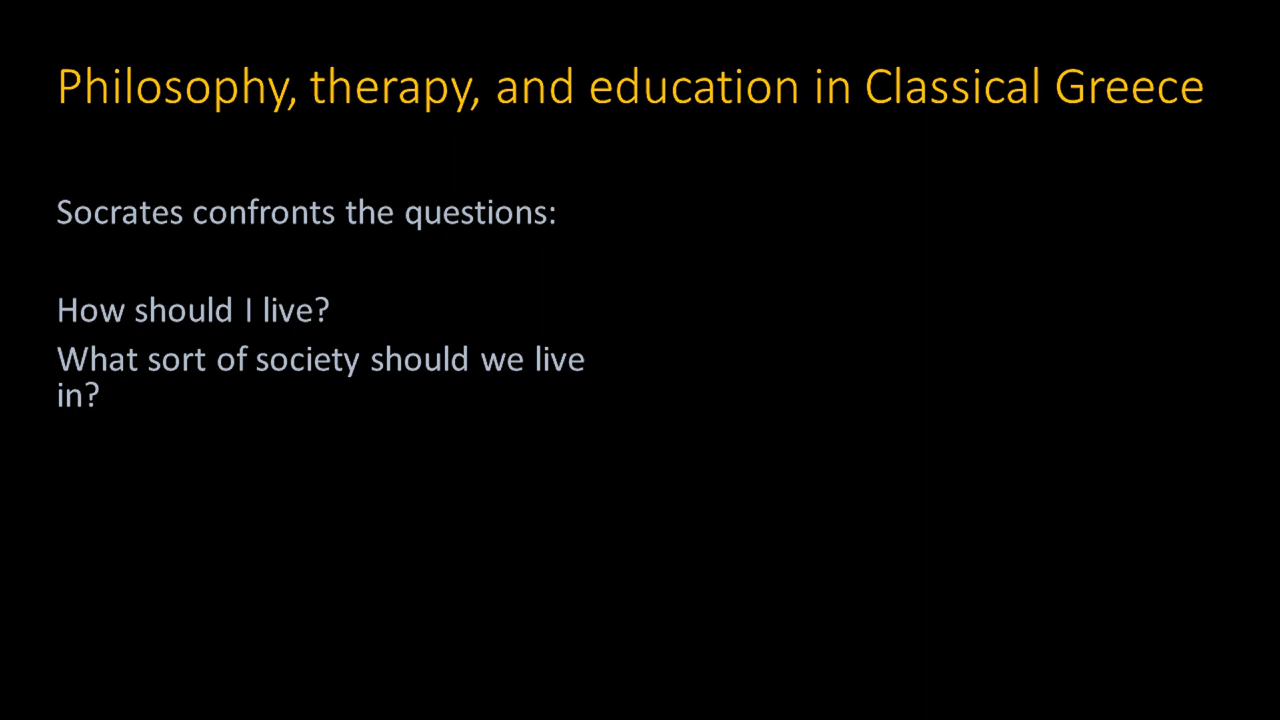 Philosophy, therapy, and education in Classical Greece
Socrates confronts the questions:
How should I live?
What sort of society should we live
in?